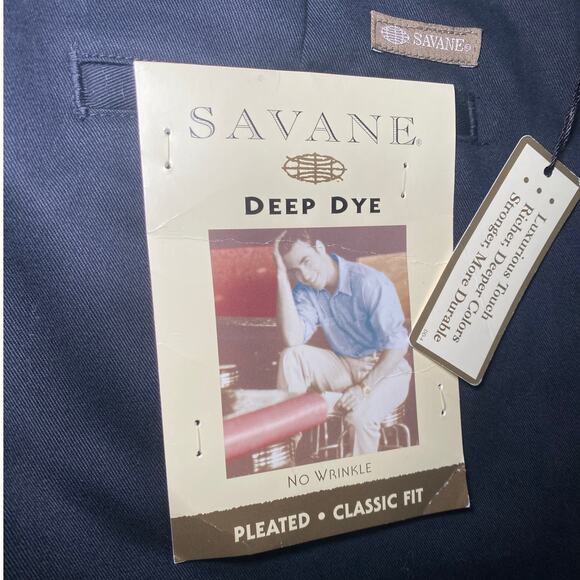 SAVANE®
SAVANE®
DEEP DYE
NO WRINKLE
PLEATED • CLASSIC FIT
Luxurious Touch
Richer, Deeper Colors
Stronger, More Durable